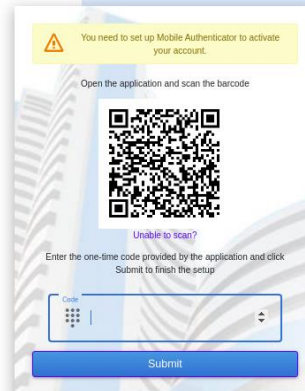 You need to set up Mobile Authenticator to activate
your account.
Open the application and scan the barcode
Unable to scan?
Enter the one-time code provided by the application and click
Submit to finish the setup
Code
Submit